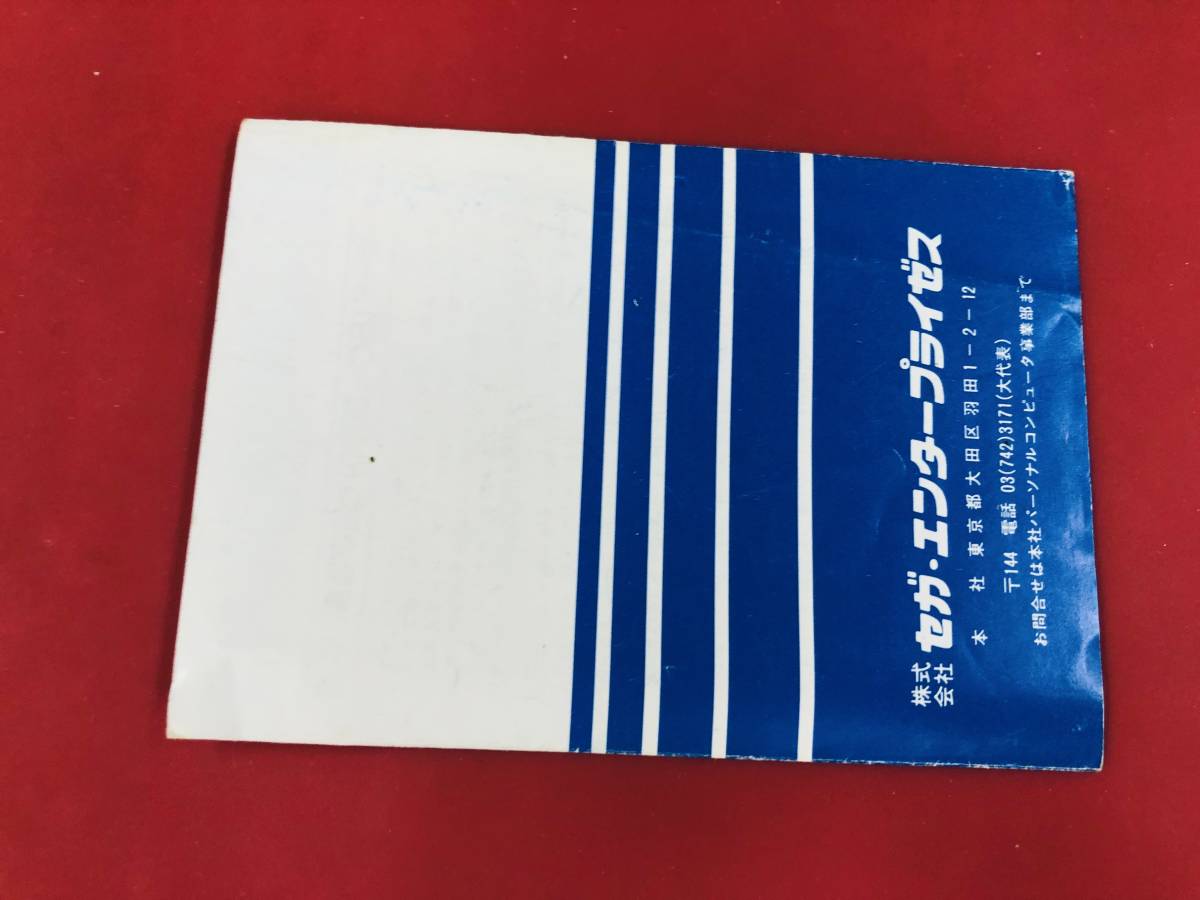 株式会社 セガ・エンタープライゼス
本社 東京都大田区羽田1-2-12
〒144 電話 03(742)3171(大代表)
お問合せは本社パーソナルコンピュータ事業部まで